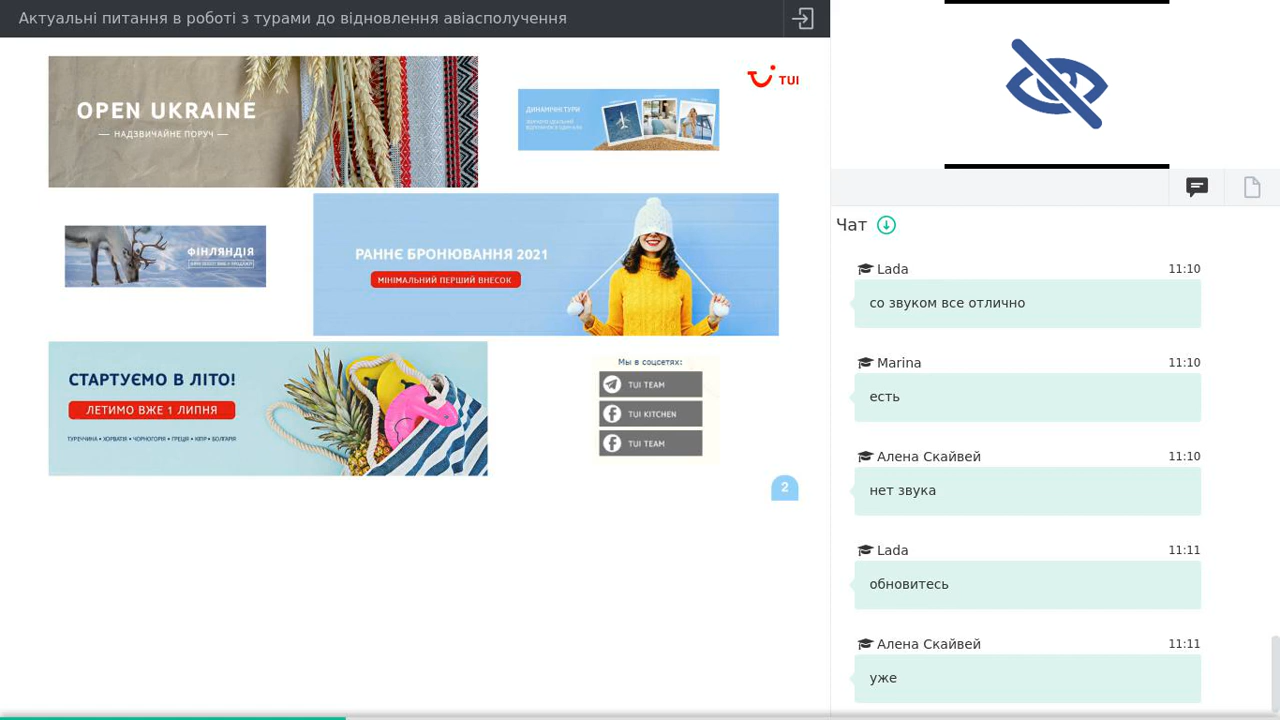 Актуальні питання в роботі з турами до відновлення авіасполучення
OPEN UKRAINE
НАДЗВИЧАЙНЕ ПОРУЧ
ДИНАМІЧНІ ТУРИ
TUI
ФІНЛЯНДІЯ
РАННЄ БРОНЮВАННЯ 2021
МІНІМАЛЬНИЙ ПЕРШИЙ ВНЕСОК
СТАРТУЄМО В ЛІТО!
ЛЕТИМО ВЖЕ 1 ЛИПНЯ
ТУРЕЧЧИНА • ХОРВАТІЯ • ЧОРНОГОРІЯ • ГРЕЦІЯ • КІПР • БОЛГАРІЯ
Мы в соцсетях:
TUI TEAM
TUI KITCHEN
TUI TEAM
2
Чат
Lada 11:10
со звуком все отлично
Marina 11:10
есть
Алена Скайвей 11:10
нет звука
Lada 11:11
обновитесь
Алена Скайвей 11:11
уже